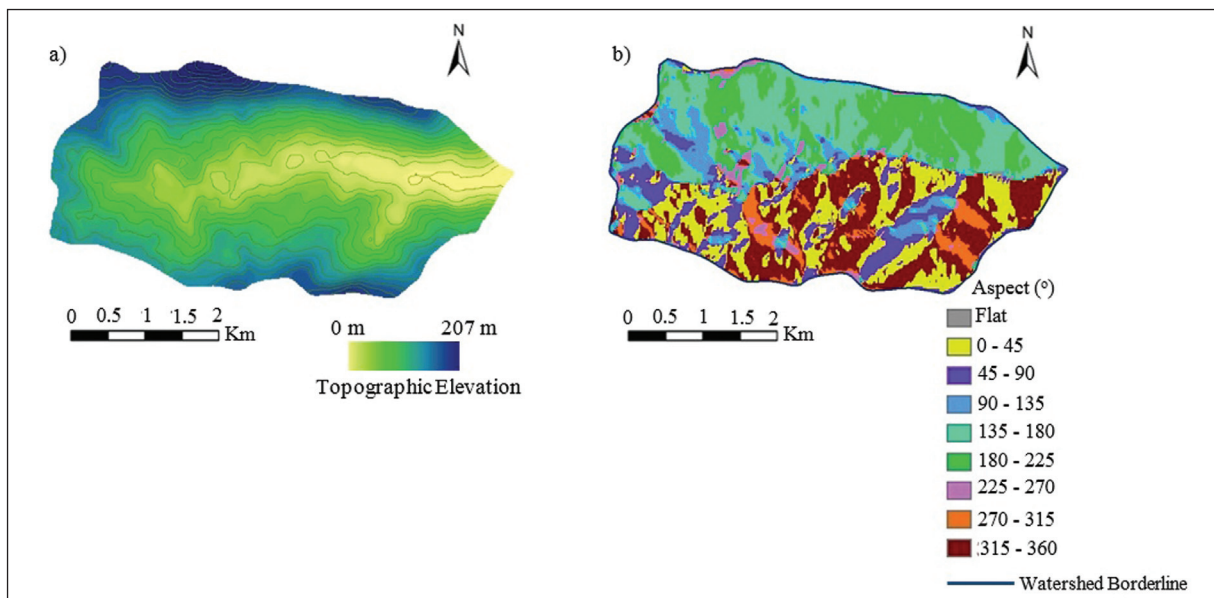 a)
N
0 0.5 1 1.5 2
Km
0 m 207 m
Topographic Elevation
b)
N
0 0.5 1 1.5 2
Km
Aspect (º)
Flat
0 - 45
45 - 90
90 - 135
135 - 180
180 - 225
225 - 270
270 - 315
315 - 360
Watershed Borderline